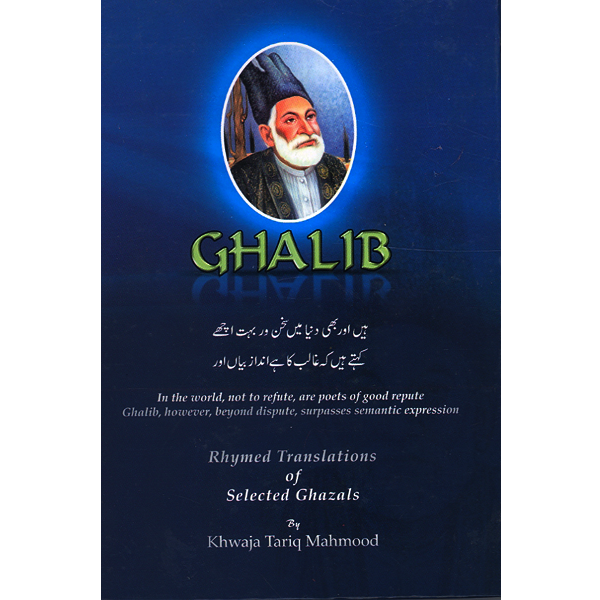 GHALIB
ہیں اور بھی دنیا میں سخن ور بہت اچھے
کہتے ہیں کہ غالب کا ہے انداز بیاں اور
In the world, not to refute, are poets of good repute
Ghalib, however, beyond dispute, surpasses semantic expression
Rhymed Translations
of
Selected Ghazals
By
Khwaja Tariq Mahmood